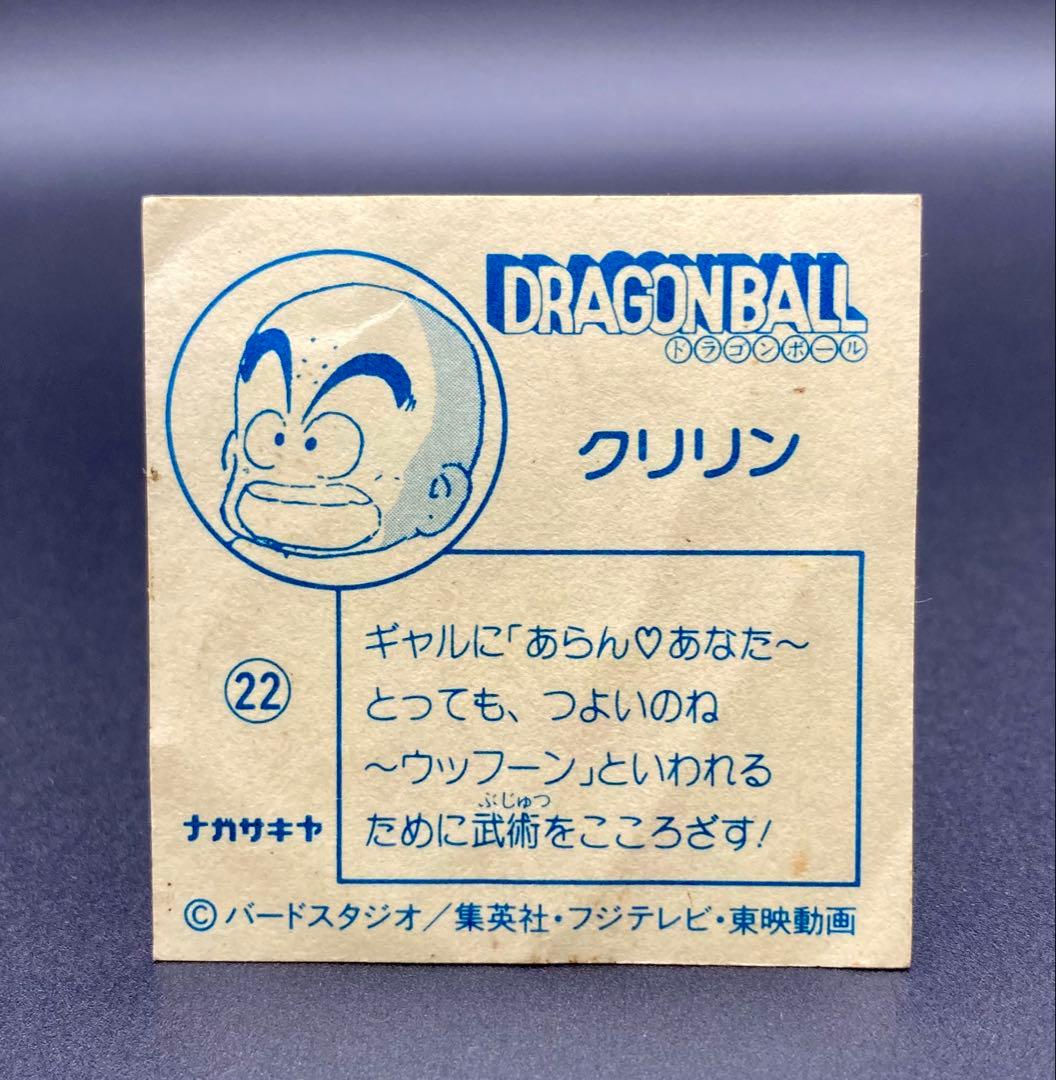 DRAGONBALL
ドラゴンボール
クリリン
ギャルに「あらん♡あなた〜
とっても、つよいのね
〜ウッフーン」といわれる
ぶじゅつ
ために武術をこころざす!
22
ナガサキヤ
©バードスタジオ/集英社・フジテレビ・東映動画